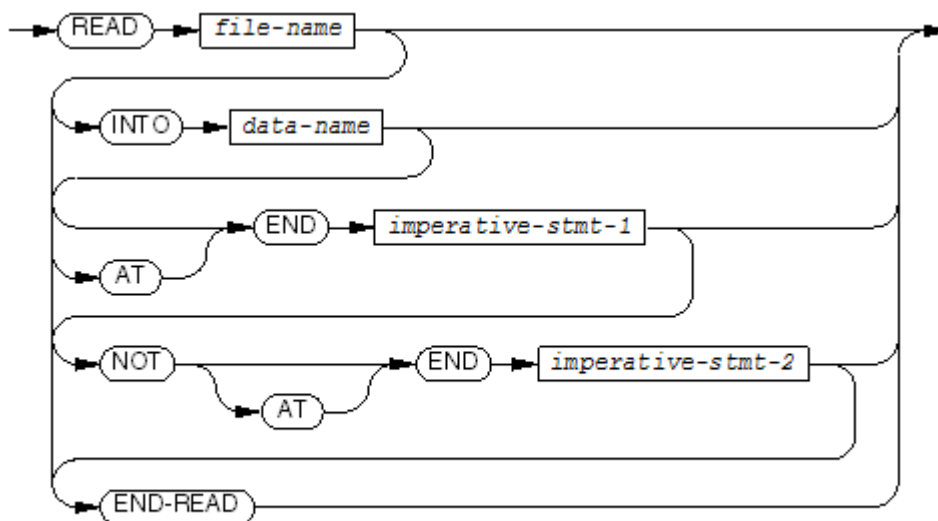 READ file-name
INTO data-name
END imperative-stmt-1
AT
NOT END imperative-stmt-2
AT
END-READ